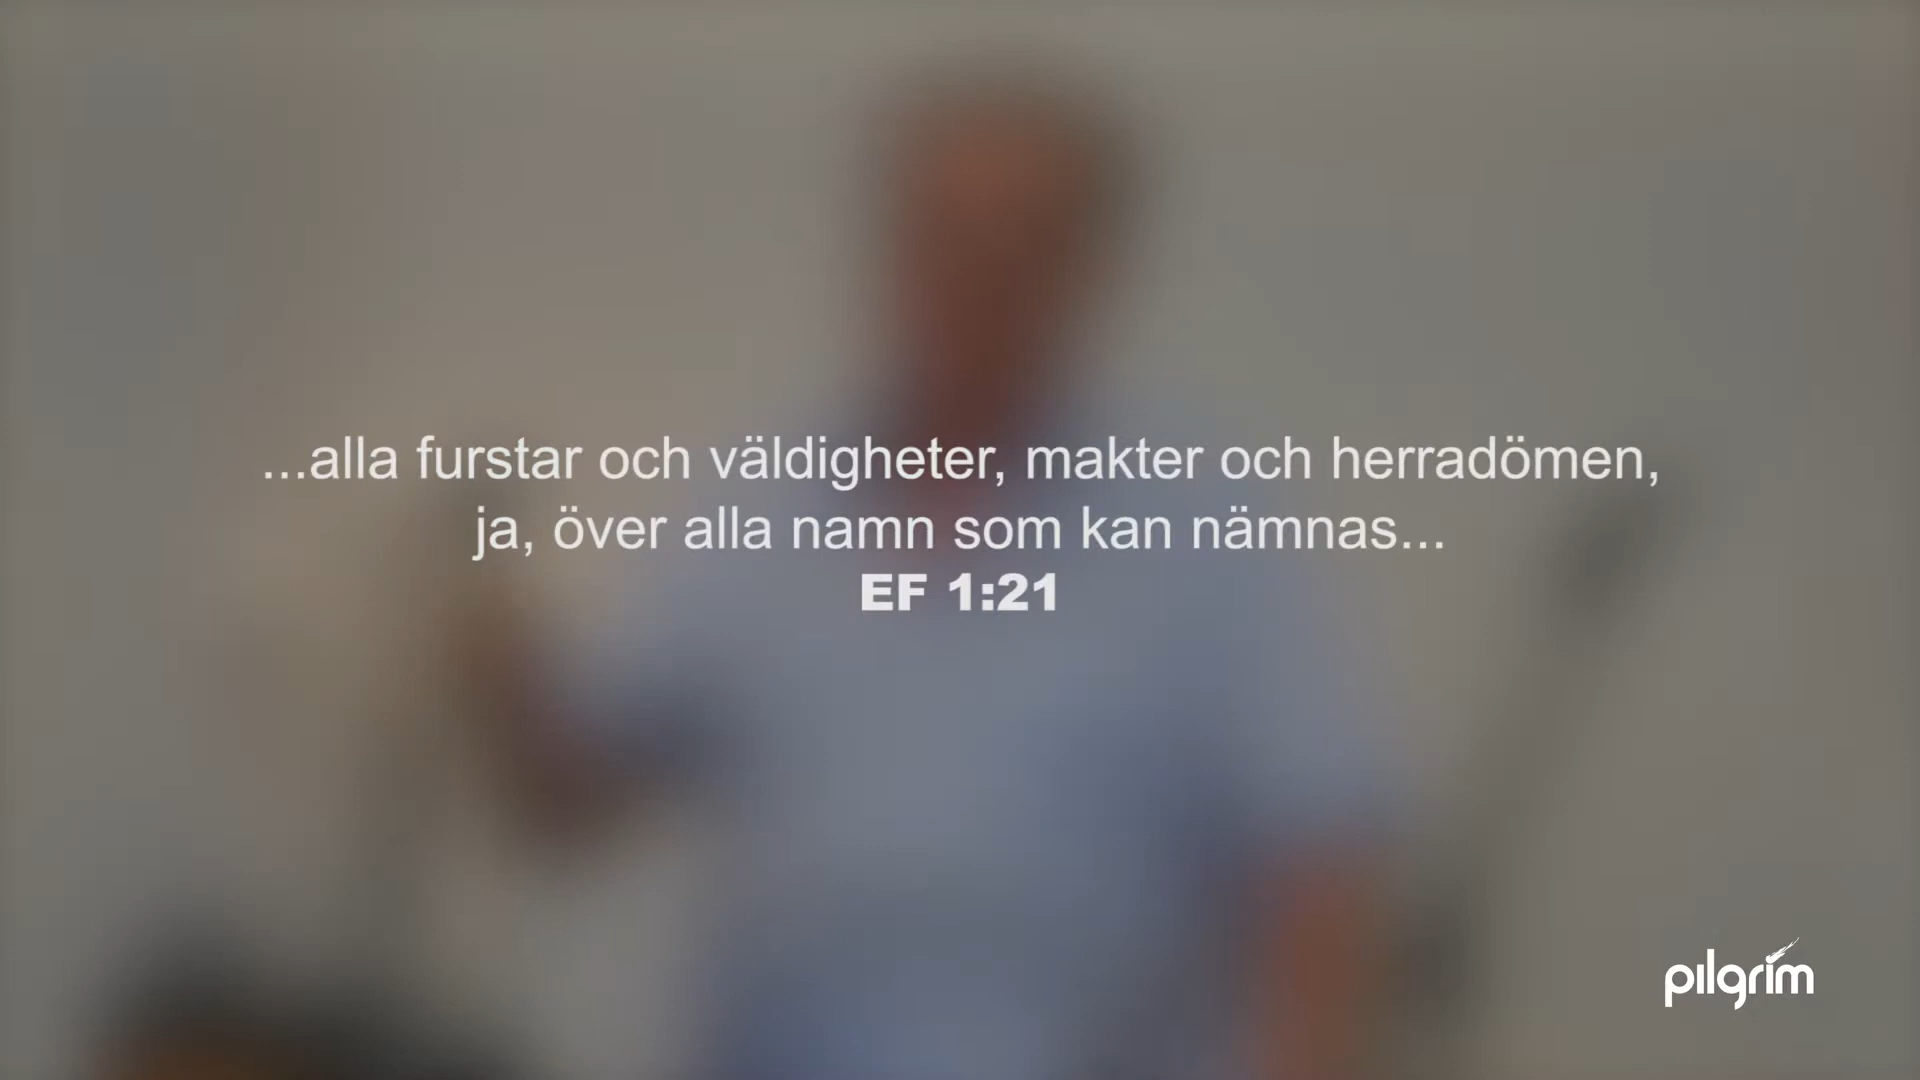 ...alla furstar och väldigheter, makter och herradömen,
ja, över alla namn som kan nämnas...
EF 1:21
pilgrim